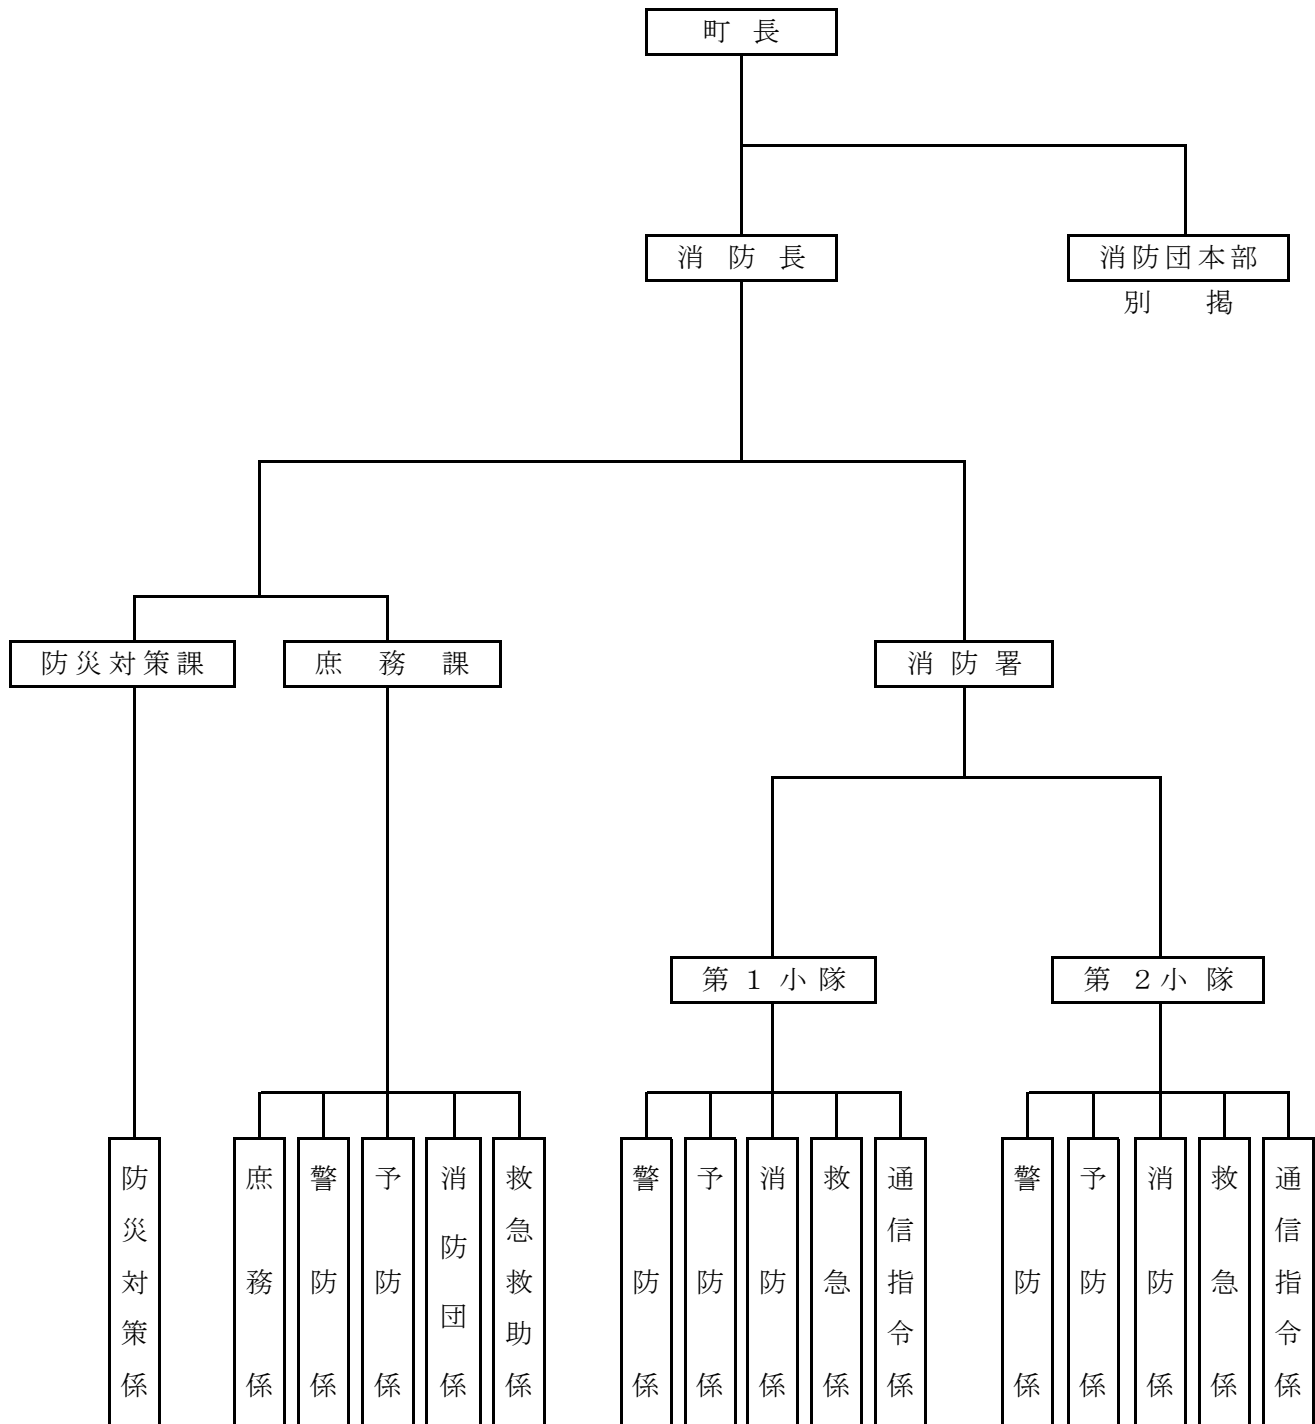 町長
消防長
消防団本部
別掲
防災対策課
庶務課
消防署
第1小隊
第2小隊
防災対策係
庶務係
警防係
予防係
消防団係
救急救助係
警防係
予防係
消防係
救急係
通信指令係
警防係
予防係
消防係
救急係
通信指令係